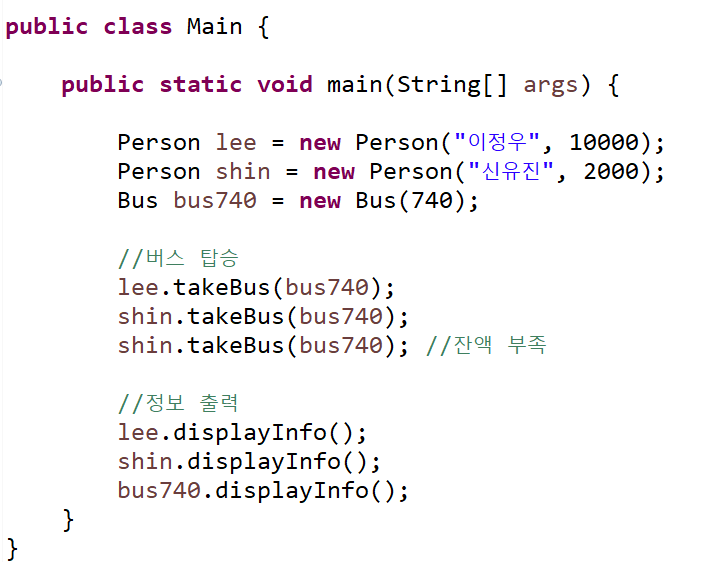 public class Main {
public static void main(String[] args) {
Person lee = new Person("이정우", 10000);
Person shin = new Person("신유진", 2000);
Bus bus740 = new Bus(740);
//버스 탑승
lee.takeBus(bus740);
shin.takeBus(bus740);
shin.takeBus(bus740); //잔액 부족
//정보 출력
lee.displayInfo();
shin.displayInfo();
bus740.displayInfo();
}
}